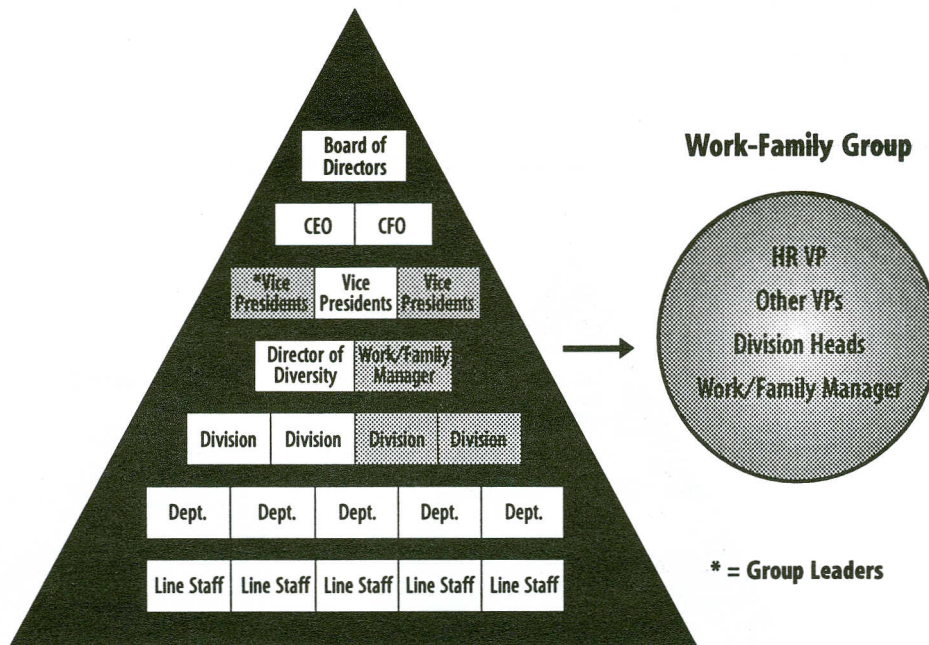 Board of
Directors
CEO CFO
*Vice
Presidents
Vice
Presidents
Vice
Presidents
Director of
Diversity
Work/Family
Manager
Division Division Division Division
Dept. Dept. Dept. Dept. Dept.
Line Staff Line Staff Line Staff Line Staff Line Staff
Work-Family Group
HR VP
Other VPs
Division Heads
Work/Family Manager
* = Group Leaders